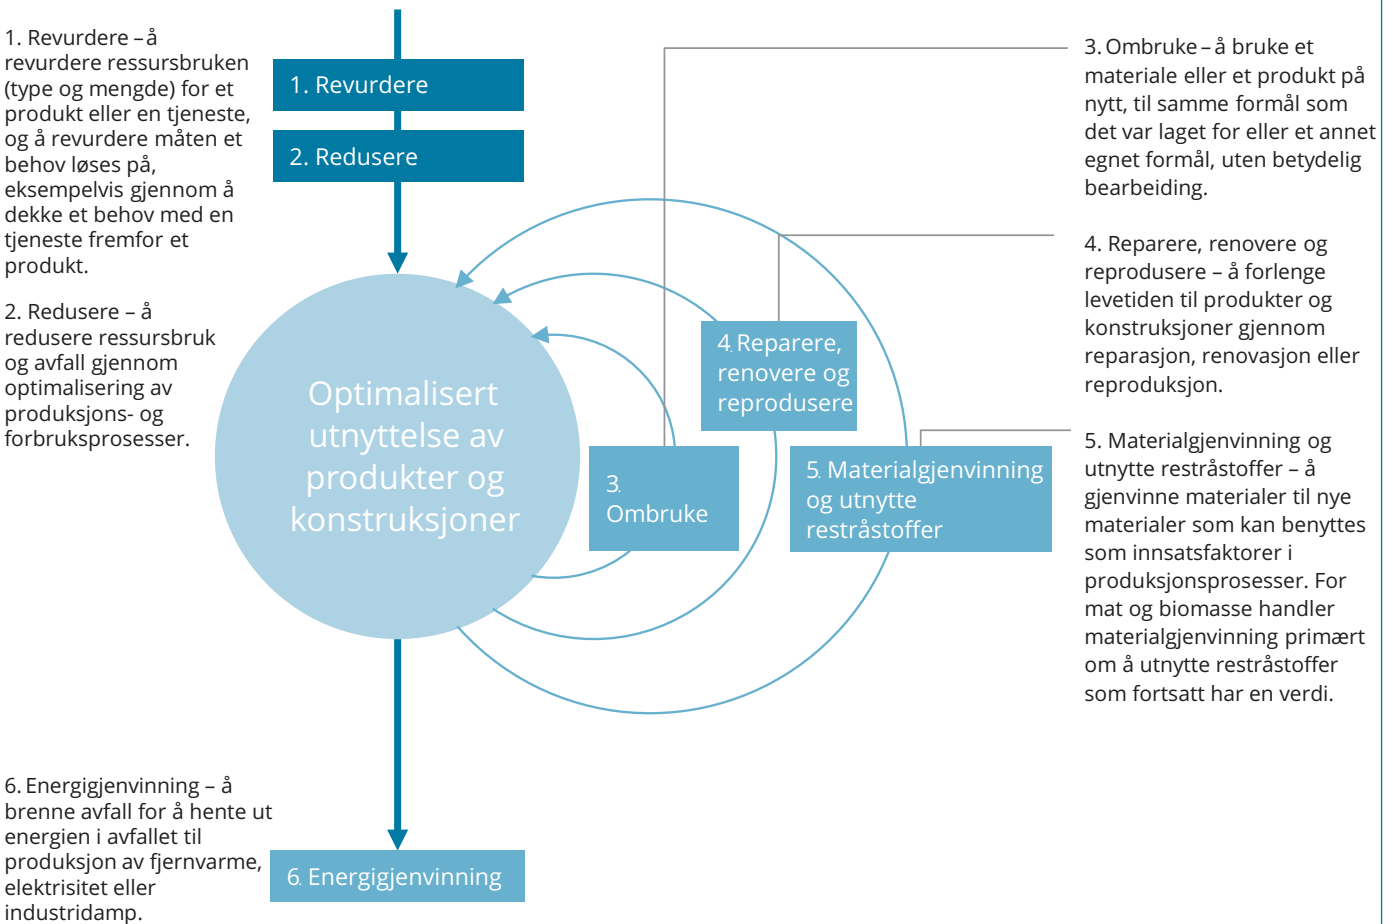 1. Revurdere – å
revurdere ressursbruken
(type og mengde) for et
produkt eller en tjeneste,
og å revurdere måten et
behov løses på,
eksempelvis gjennom å
dekke et behov med en
tjeneste fremfor et
produkt.
2. Redusere – å
redusere ressursbruk
og avfall gjennom
optimalisering av
produksjons- og
forbruksprosesser.
1. Revurdere
2. Redusere
Optimalisert
utnyttelse av
produkter og
konstruksjoner
3.
Ombruke
4. Reparere,
renovere og
reprodusere
5. Materialgjenvinning
og utnytte
restråstoffer
3. Ombruke – å bruke et
materiale eller et produkt på
nytt, til samme formål som
det var laget for eller et annet
egnet formål, uten betydelig
bearbeiding.
4. Reparere, renovere og
reprodusere – å forlenge
levetiden til produkter og
konstruksjoner gjennom
reparasjon, renovasjon eller
reproduksjon.
5. Materialgjenvinning og
utnytte restråstoffer – å
gjenvinne materialer til nye
materialer som kan benyttes
som innsatsfaktorer i
produksjonsprosesser. For
mat og biomasse handler
materialgjenvinning primært
om å utnytte restråstoffer
som fortsatt har en verdi.
6. Energigjenvinning – å
brenne avfall for å hente ut
energien i avfallet til
produksjon av fjernvarme,
elektrisitet eller
industridamp.
6. Energigjenvinning